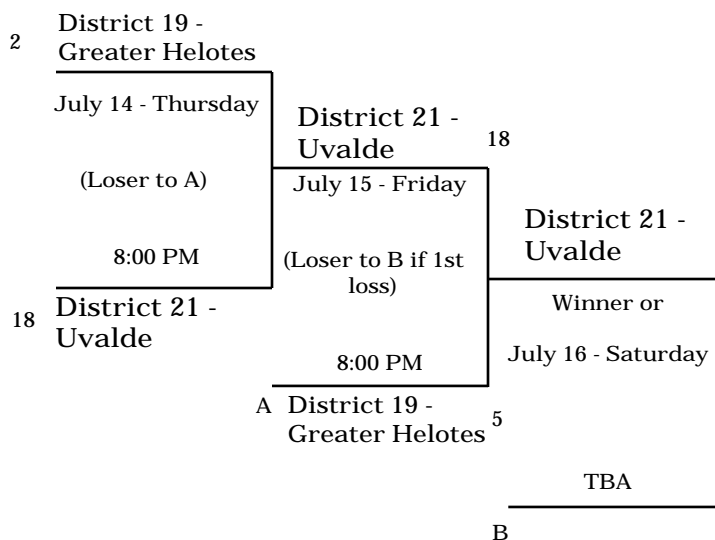 2
District 19 -
Greater Helotes
July 14 - Thursday
(Loser to A)
8:00 PM
18
District 21 -
Uvalde
District 21 -
Uvalde
18
July 15 - Friday
(Loser to B if 1st
loss)
8:00 PM
A
District 19 -
Greater Helotes
5
District 21 -
Uvalde
Winner or
July 16 - Saturday
TBA
B